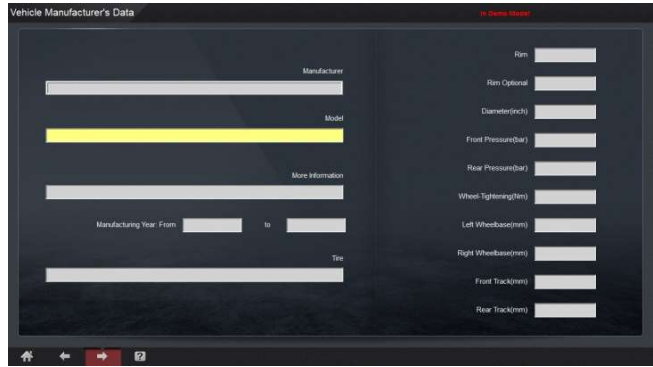 Vehicle Manufacturer's Data
In Demo Mode!
Manufacturer
Model
More Information
Manufacturing Year: From
to
Tire
Rim
Rim Optional
Diameter(inch)
Front Pressure(bar)
Rear Pressure(bar)
Wheel-Tightening(Nm)
Left Wheelbase(mm)
Right Wheelbase(mm)
Front Track(mm)
Rear Track(mm)
?